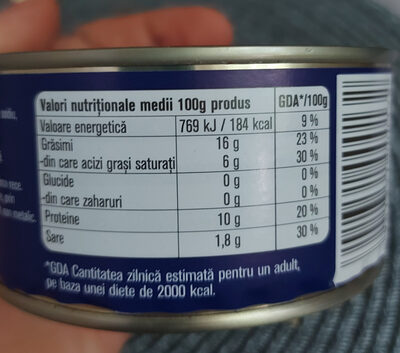 Valori nutriționale medii 100g produs GDA*/100g
Valoare energetică 769 kJ / 184 kcal 9 %
Grăsimi 16 g 23 %
-din care acizi grași saturați 6 g 30 %
Glucide 0 g 0 %
-din care zaharuri 0 g 0 %
Proteine 10 g 20 %
Sare 1,8 g 30 %
*GDA Cantitatea zilnică estimată pentru un adult,
pe baza unei diete de 2000 kcal.